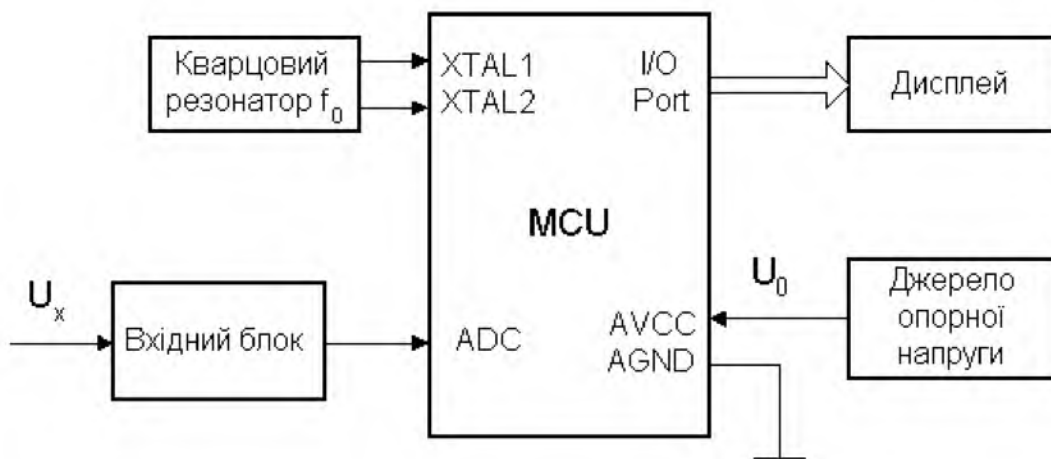 Кварцовий
резонатор f0
XTAL1
XTAL2
I/O
Port
Дисплей
MCU
Ux
Вхідний блок
ADC
AVCC
AGND
U0
Джерело
опорної
напруги